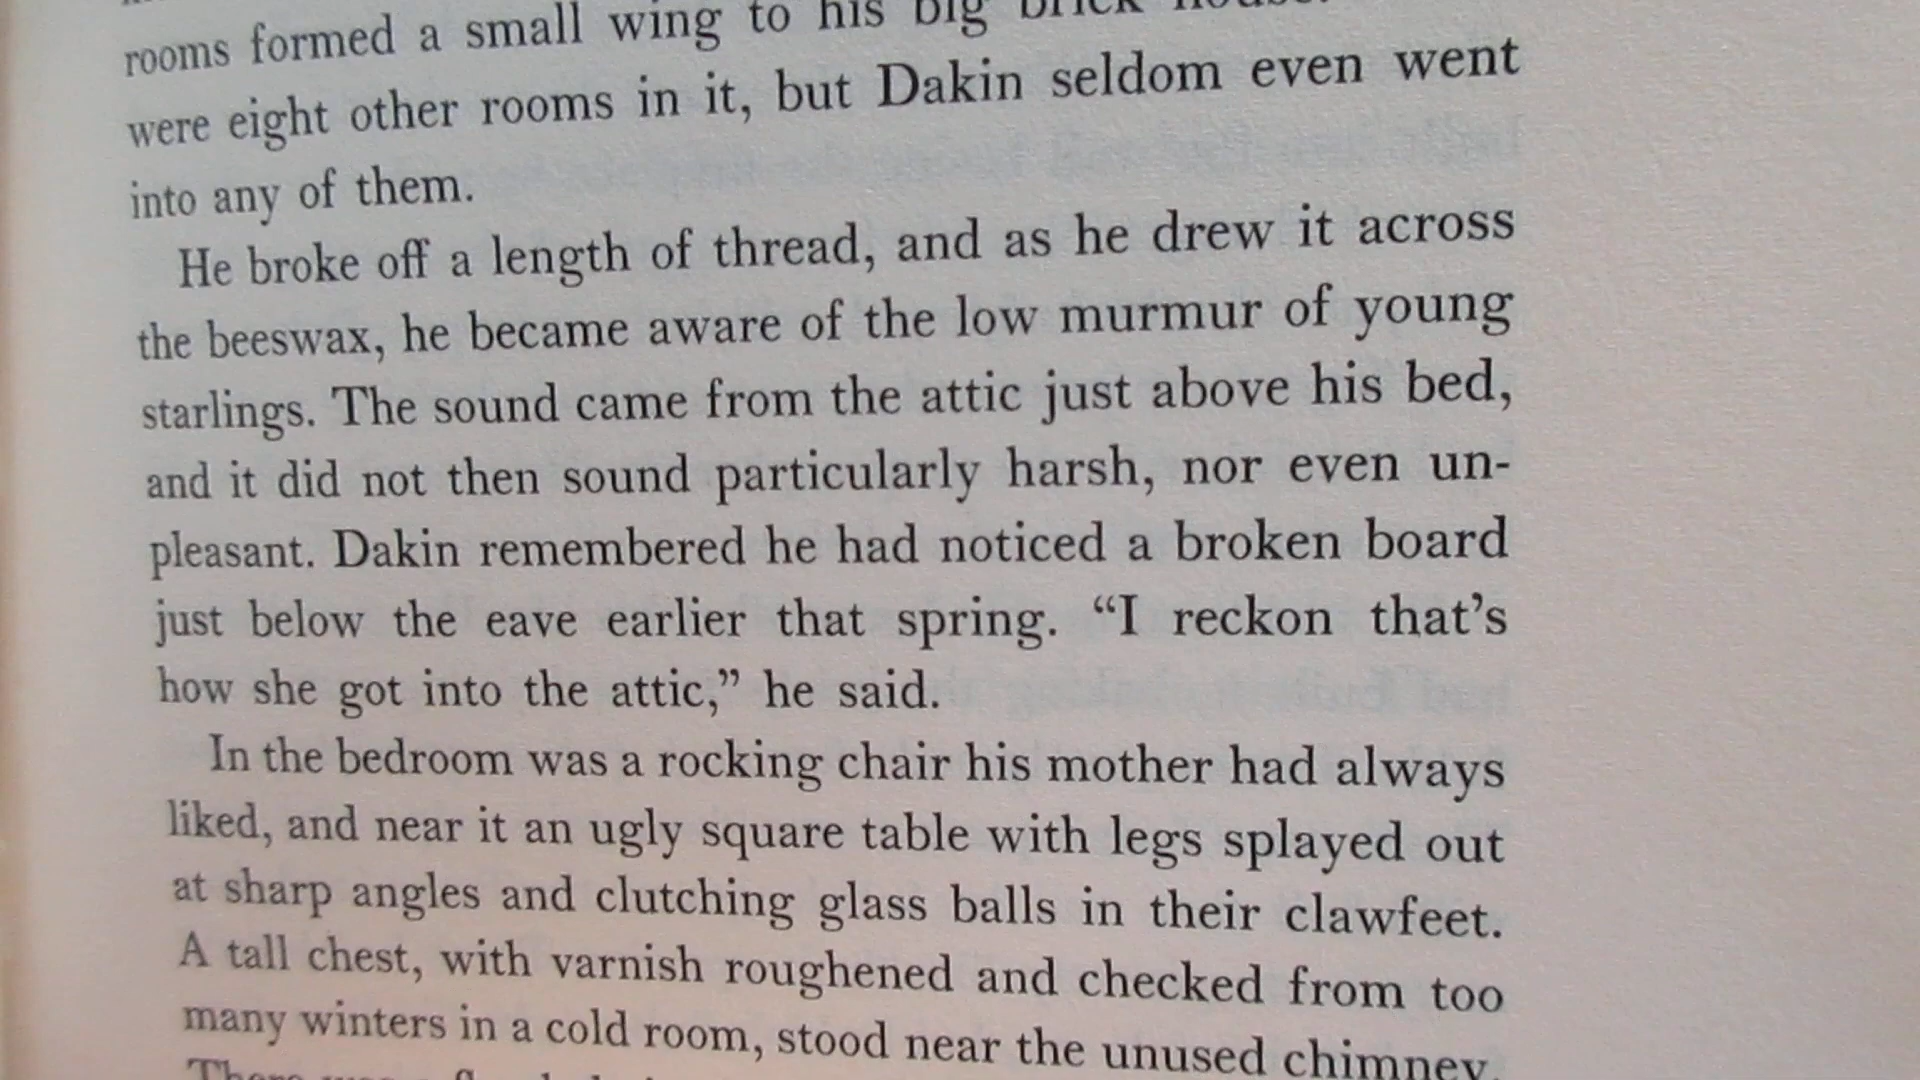 rooms formed a small wing to his big brick house.
were eight other rooms in it, but Dakin seldom even went
into any of them.
He broke off a length of thread, and as he drew it across
the beeswax, he became aware of the low murmur of young
starlings. The sound came from the attic just above his bed,
and it did not then sound particularly harsh, nor even un-
pleasant. Dakin remembered he had noticed a broken board
just below the eave earlier that spring. “I reckon that’s
how she got into the attic,” he said.
In the bedroom was a rocking chair his mother had always
liked, and near it an ugly square table with legs splayed out
at sharp angles and clutching glass balls in their clawfeet.
A tall chest, with varnish roughened and checked from too
many winters in a cold room, stood near the unused chimney.
There was a